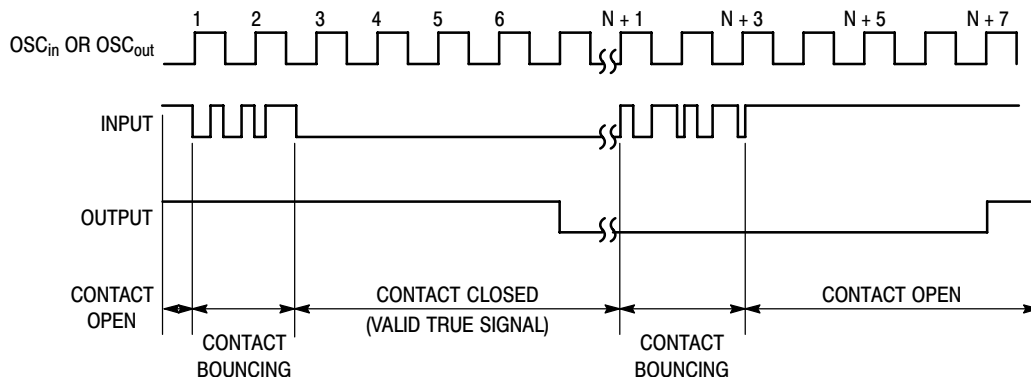 1 2 3 4 5 6 N + 1 N + 3 N + 5 N + 7
OSCin OR OSCout
INPUT
OUTPUT
CONTACT
OPEN
CONTACT BOUNCING
CONTACT CLOSED
(VALID TRUE SIGNAL)
CONTACT
BOUNCING
CONTACT OPEN